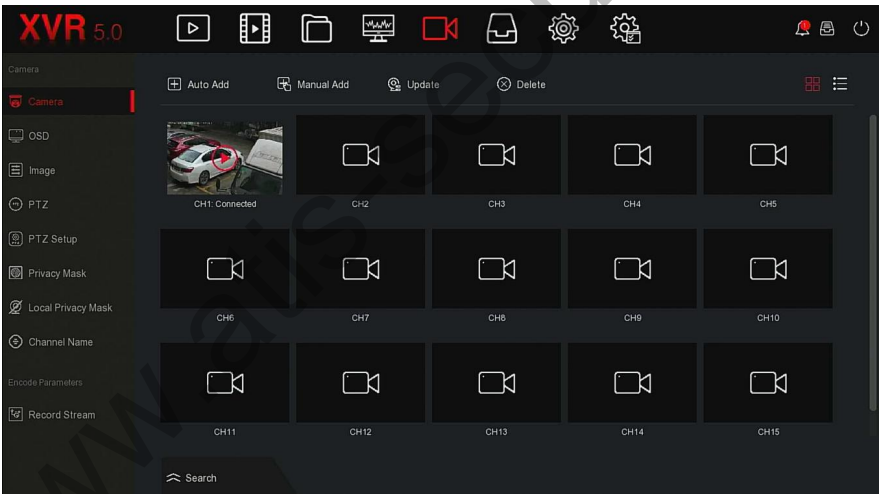 XVR 5.0
Camera
Auto Add
Manual Add
Update
Delete
Camera
OSD
Image
PTZ
PTZ Setup
Privacy Mask
Local Privacy Mask
Channel Name
Encode Parameters
Record Stream
CH1: Connected
CH2
CH3
CH4
CH5
CH6
CH7
CH8
CH9
CH10
CH11
CH12
CH13
CH14
CH15
Search